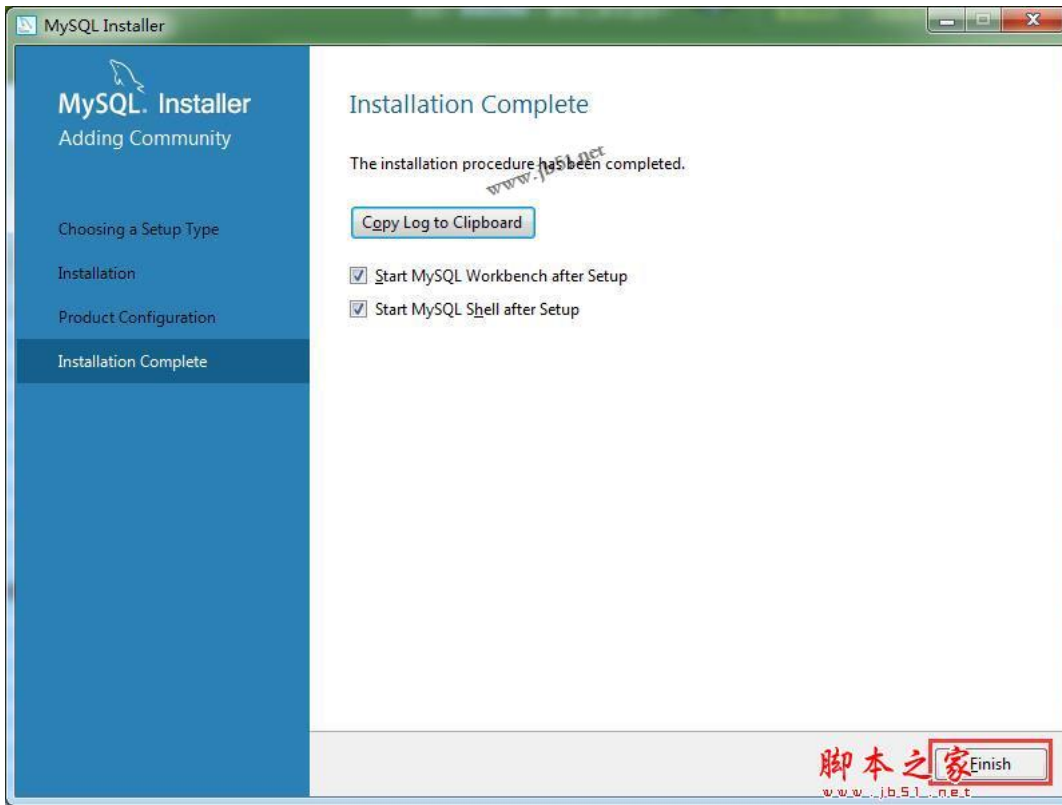 MySQL Installer
MySQL. Installer
Adding Community
Choosing a Setup Type
Installation
Product Configuration
Installation Complete
Installation Complete
The installation procedure has been completed.
www.jb51.net
Copy Log to Clipboard
Start MySQL Workbench after Setup
Start MySQL Shell after Setup
脚本之家
www.jb51.net
Finish